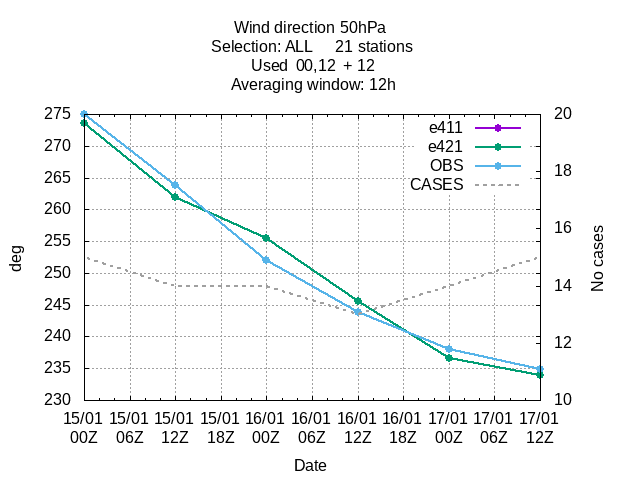 Wind direction 50hPa
Selection: ALL 21 stations
Used 00,12 + 12
Averaging window: 12h
275
270
265
260
255
250
245
240
235
230
deg
20
18
16
14
12
10
No cases
e411
e421
OBS
CASES
15/01 15/01 15/01 15/01 16/01 16/01 16/01 16/01 17/01 17/01 17/01
00Z 06Z 12Z 18Z 00Z 06Z 12Z 18Z 00Z 06Z 12Z
Date